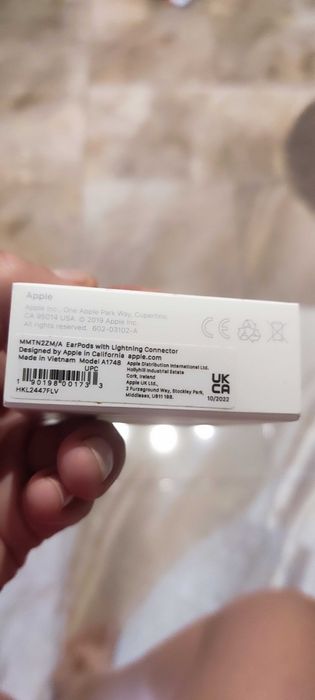 Apple
Apple Inc., One Apple Park Way, Cupertino,
CA 95014 USA. © 2019 Apple Inc.
All rights reserved. 602-03102-A
CE
MMTN2ZM/A EarPods with Lightning Connector
Designed by Apple in California apple.com
Made in Vietnam Model A1748
UPC
1 90198 00173 3
HKL2447FLV
Apple Distribution International Ltd.
Hollyhill Industrial Estate
Cork, Ireland
Apple UK Ltd.,
2 Furzeground Way, Stockley Park,
Middlesex, UB11 1BB.
UK
CA
10/2022